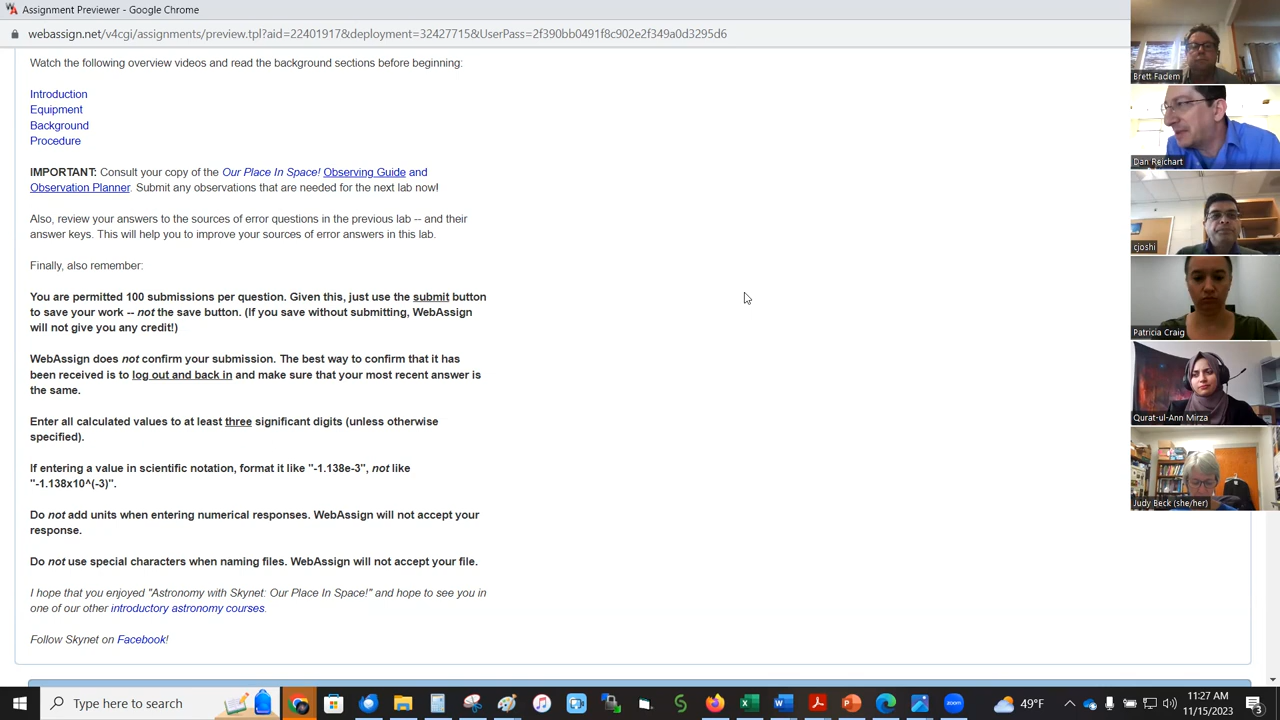 Assignment Previewer - Google Chrome
webassign.net/v4cgi/assignments/preview.tpl?aid=22401917&deployment=32427715&UserPass=2f390bb0491f8c902e2f349a0d3295d6
Watch the following overview videos and read the background sections before beginning:
Introduction
Equipment
Background
Procedure
IMPORTANT: Consult your copy of the Our Place In Space! Observing Guide and
Observation Planner. Submit any observations that are needed for the next lab now!
Also, review your answers to the sources of error questions in the previous lab -- and their
answer keys. This will help you to improve your sources of error answers in this lab.
Finally, also remember:
You are permitted 100 submissions per question. Given this, just use the submit button
to save your work -- not the save button. (If you save without submitting, WebAssign
will not give you any credit!)
WebAssign does not confirm your submission. The best way to confirm that it has
been received is to log out and back in and make sure that your most recent answer is
the same.
Enter all calculated values to at least three significant digits (unless otherwise
specified).
If entering a value in scientific notation, format it like "-1.138e-3", not like
"-1.138x10^(-3)".
Do not add units when entering numerical responses. WebAssign will not accept your
response.
Do not use special characters when naming files. WebAssign will not accept your file.
I hope that you enjoyed "Astronomy with Skynet: Our Place In Space!" and hope to see you in
one of our other introductory astronomy courses.
Follow Skynet on Facebook!
Brett Fadem
Dan Reichart
cjoshi
Patricia Craig
Qurat-ul-Ann Mirza
Judy Beck (she/her)
Type here to search
zoom
49°F
11:27 AM
11/15/2023
3